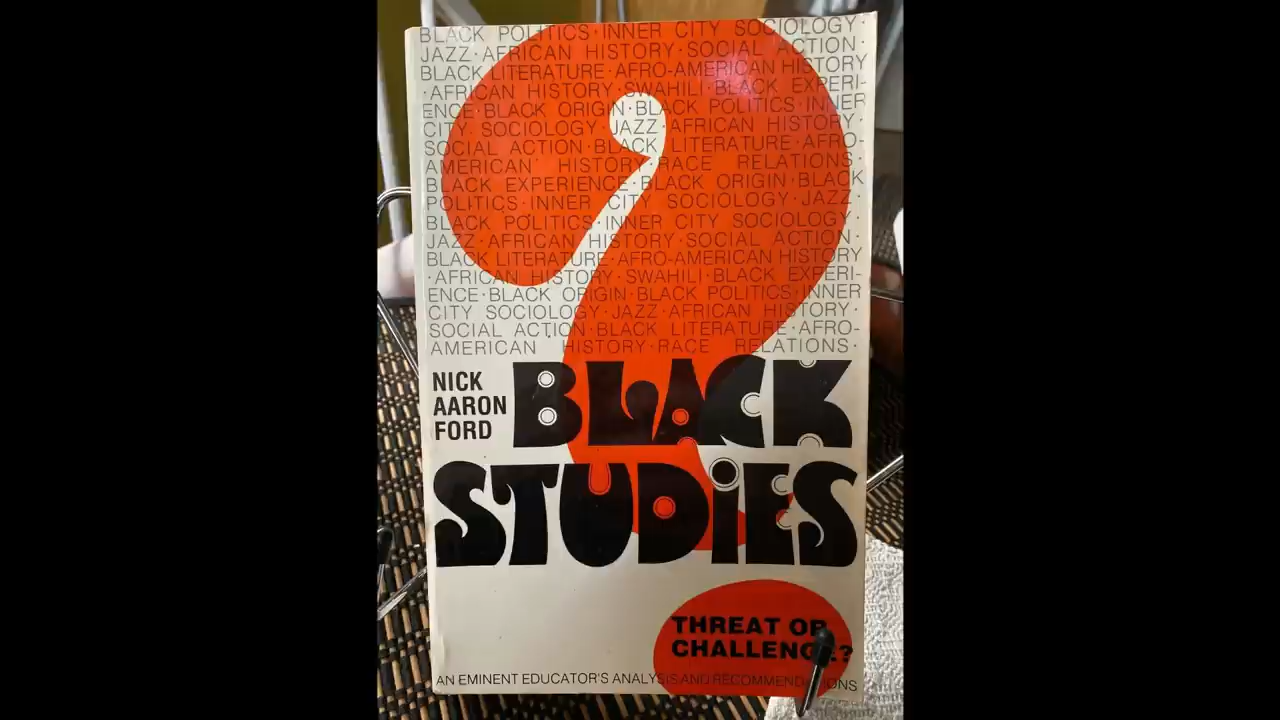 BLACK POLITICS·INNER CITY SOCIOLOGY·
JAZZ·AFRICAN HISTORY·SOCIAL ACTION·
BLACK LITERATURE·AFRO-AMERICAN HISTORY
·AFRICAN HISTORY·SWAHILI·BLACK EXPERI-
ENCE·BLACK ORIGIN·BLACK POLITICS·INNER
CITY SOCIOLOGY JAZZ·AFRICAN HISTORY·
SOCIAL ACTION·BLACK LITERATURE·AFRO-
AMERICAN HISTORY·RACE RELATIONS·
BLACK EXPERIENCE·BLACK ORIGIN·BLACK
POLITICS·INNER CITY SOCIOLOGY·JAZZ·
BLACK POLITICS·INNER CITY SOCIOLOGY·
JAZZ·AFRICAN HISTORY·SOCIAL ACTION·
BLACK LITERATURE·AFRO-AMERICAN HISTORY
·AFRICAN HISTORY·SWAHILI·BLACK EXPERI-
ENCE·BLACK ORIGIN·BLACK POLITICS·INNER
CITY SOCIOLOGY·JAZZ·AFRICAN HISTORY·
SOCIAL ACTION·BLACK LITERATURE·AFRO-
AMERICAN HISTORY·RACE RELATIONS·
NICK
AARON
FORD
BLACK
STUDiES
THREAT OR
CHALLENGE?
AN EMINENT EDUCATOR'S ANALYSIS AND RECOMMENDATIONS